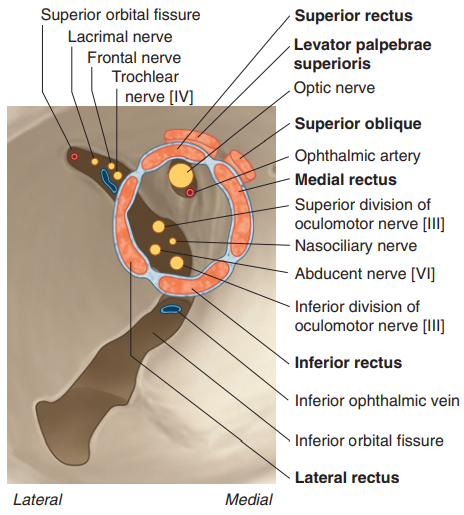 Superior orbital fissure
Lacrimal nerve
Frontal nerve
Trochlear
nerve [IV]
Superior rectus
Levator palpebrae
superioris
Optic nerve
Superior oblique
Ophthalmic artery
Medial rectus
Superior division of
oculomotor nerve [III]
Nasociliary nerve
Abducent nerve [VI]
Inferior division of
oculomotor nerve [III]
Inferior rectus
Inferior ophthalmic vein
Inferior orbital fissure
Lateral rectus
Lateral
Medial